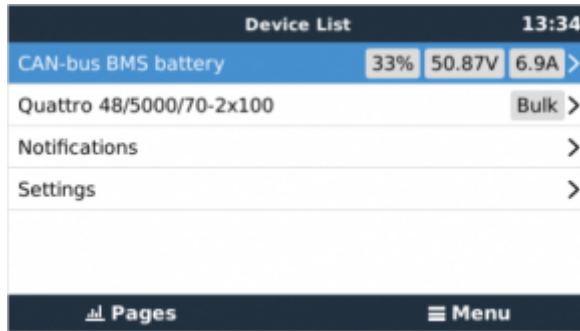 Device List 13:34
CAN-bus BMS battery 33% 50.87V 6.9A
Quattro 48/5000/70-2x100 Bulk
Notifications
Settings
Pages Menu